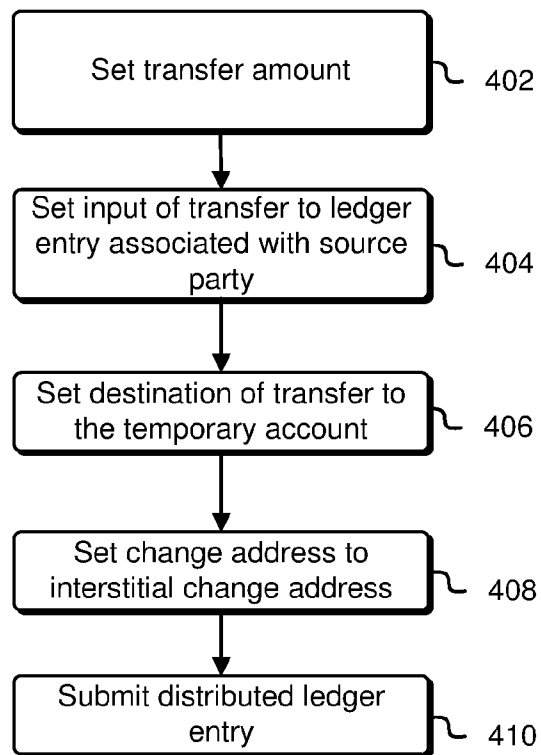 Set transfer amount
402
Set input of transfer to ledger
entry associated with source
party
404
Set destination of transfer to
the temporary account
406
Set change address to
interstitial change address
408
Submit distributed ledger
entry
410